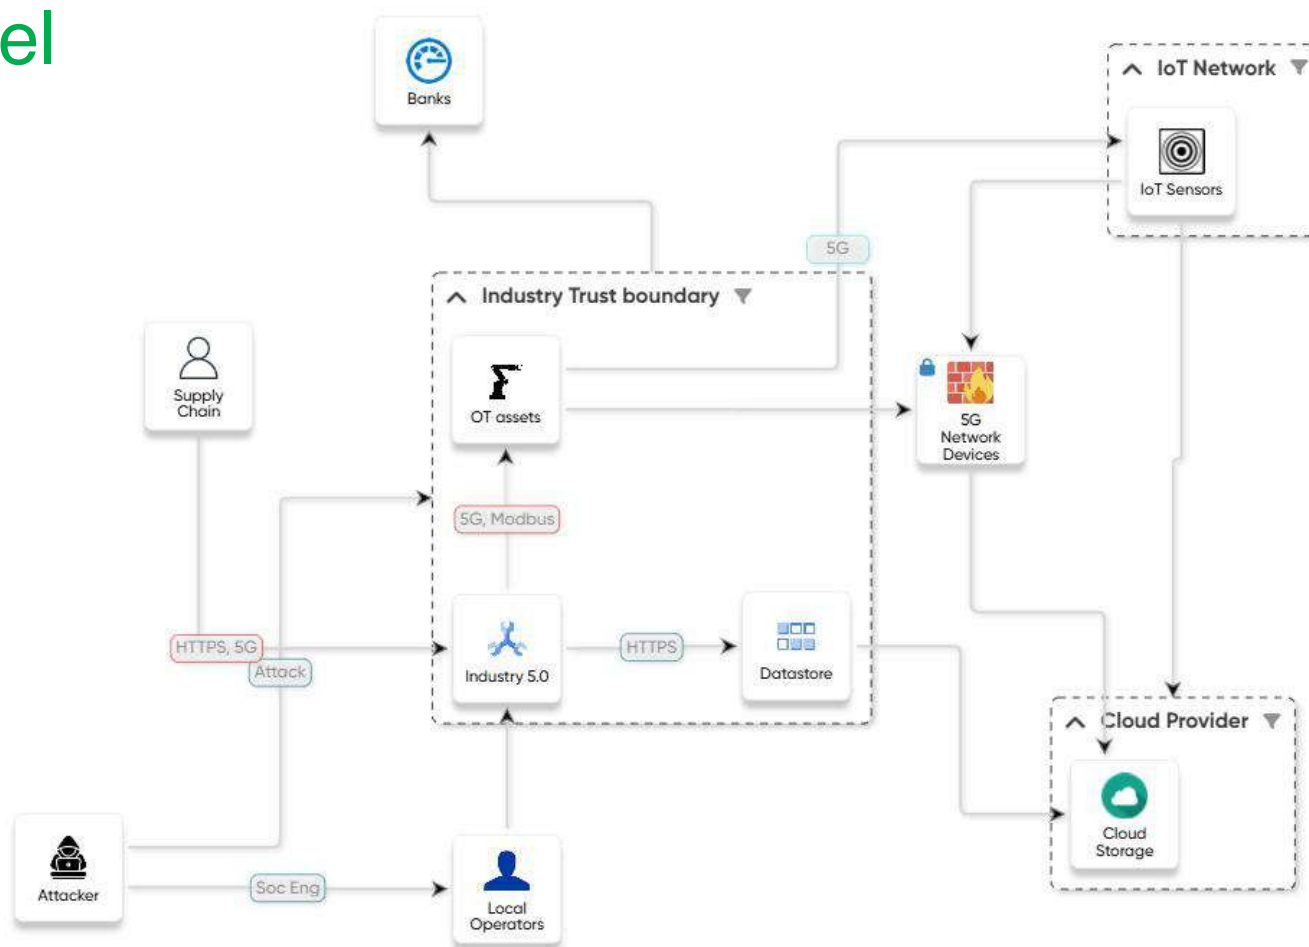 el
Banks
IoT Network
IoT Sensors
5G
Industry Trust boundary
Supply
Chain
OT assets
5G
Network
Devices
5G, Modbus
HTTPS, 5G
Attack
HTTPS
Industry 5.0
Datastore
Cloud Provider
Cloud
Storage
Attacker
Soc Eng
Local
Operators